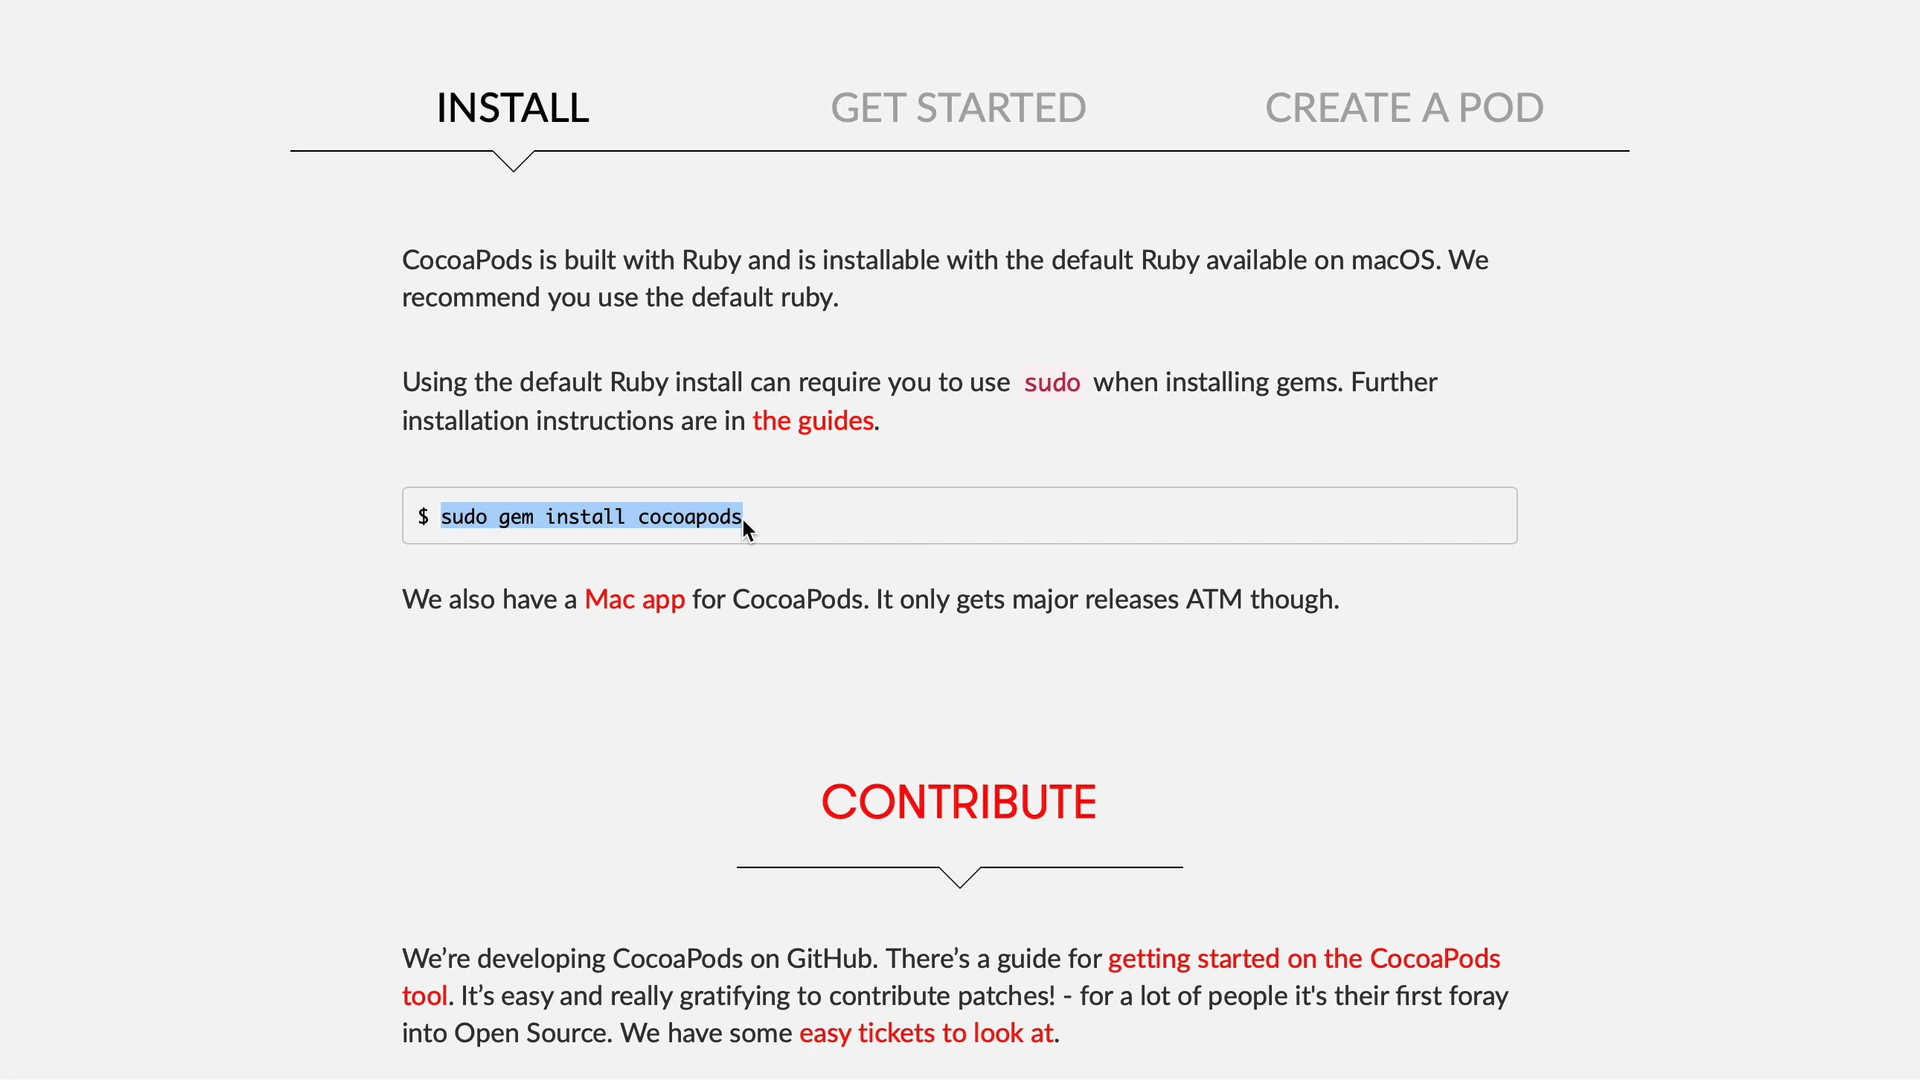 INSTALL GET STARTED CREATE A POD
CocoaPods is built with Ruby and is installable with the default Ruby available on macOS. We
recommend you use the default ruby.
Using the default Ruby install can require you to use sudo when installing gems. Further
installation instructions are in the guides.
$ sudo gem install cocoapods
We also have a Mac app for CocoaPods. It only gets major releases ATM though.
CONTRIBUTE
We’re developing CocoaPods on GitHub. There’s a guide for getting started on the CocoaPods
tool. It’s easy and really gratifying to contribute patches! - for a lot of people it's their first foray
into Open Source. We have some easy tickets to look at.